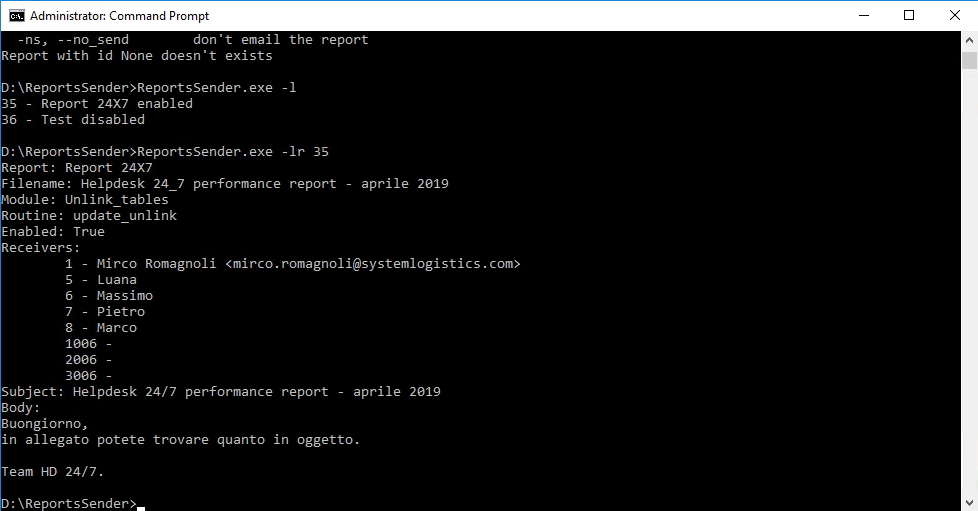 Administrator: Command Prompt
-ns, --no_send        don't email the report
Report with id None doesn't exists
D:\ReportsSender>ReportsSender.exe -l
35 - Report 24X7 enabled
36 - Test disabled
D:\ReportsSender>ReportsSender.exe -lr 35
Report: Report 24X7
Filename: Helpdesk 24_7 performance report - aprile 2019
Module: Unlink_tables
Routine: update_unlink
Enabled: True
Receivers:
1 - Mirco Romagnoli <mirco.romagnoli@systemlogistics.com>
5 - Luana
6 - Massimo
7 - Pietro
8 - Marco
1006 -
2006 -
3006 -
Subject: Helpdesk 24/7 performance report - aprile 2019
Body:
Buongiorno,
in allegato potete trovare quanto in oggetto.
Team HD 24/7.
D:\ReportsSender>